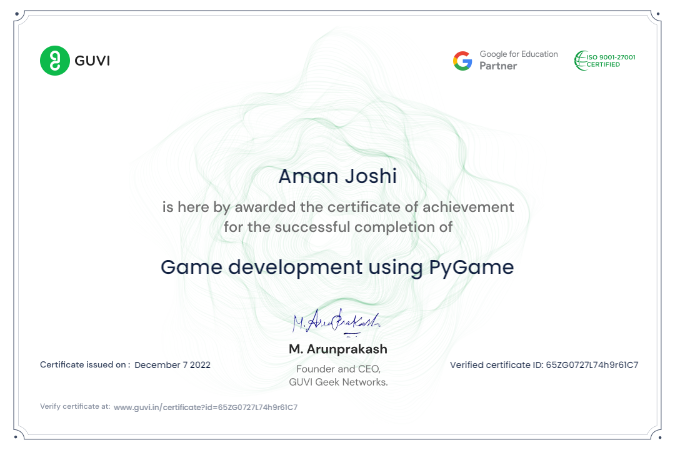 GUVI
Google for Education
Partner
ISO 9001-27001
CERTIFIED
Aman Joshi
is here by awarded the certificate of achievement
for the successful completion of
Game development using PyGame
M. Arunprakash
M. Arunprakash
Certificate issued on : December 7 2022
Founder and CEO,
GUVI Geek Networks.
Verified certificate ID: 65ZG0727L74h9r61C7
Verify certificate at: www.guvi.in/certificate?id=65ZG0727L74h9r61C7